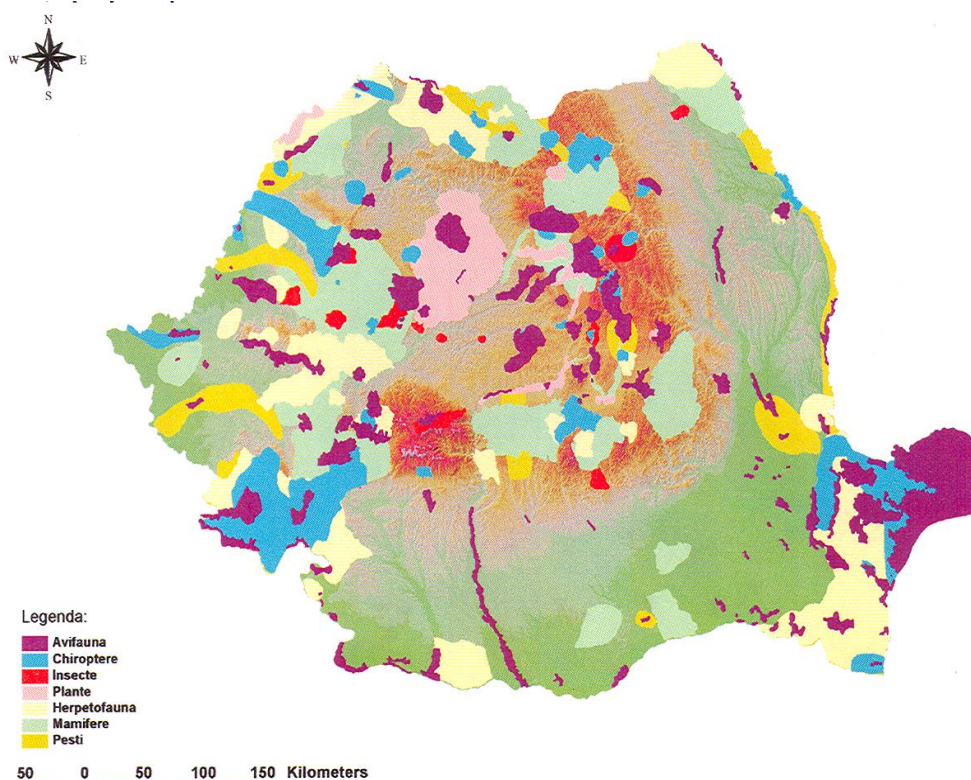 N
W E
S
Legenda:
Avifauna
Chiroptere
Insecte
Plante
Herpetofauna
Mamifere
Pesti
50 0 50 100 150 Kilometers